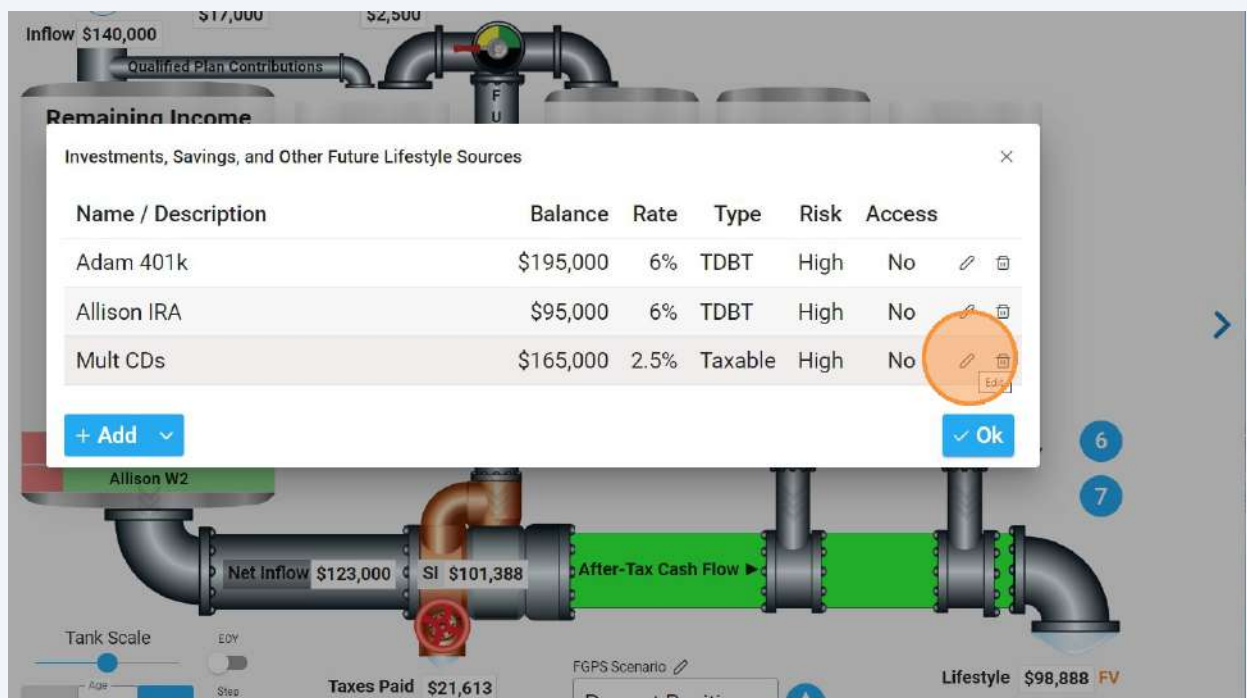 $17,000
$2,500
Inflow $140,000
Qualified Plan Contributions
F
U
Remaining Income
Investments, Savings, and Other Future Lifestyle Sources
Name / Description Balance Rate Type Risk Access
Adam 401k $195,000 6% TDBT High No
Allison IRA $95,000 6% TDBT High No
Mult CDs $165,000 2.5% Taxable High No
Edit
+ Add
Ok
6
Allison W2
7
Net Inflow $123,000 SI $101,388 After-Tax Cash Flow ►
Tank Scale EOY
FGPS Scenario
Age Step Taxes Paid $21,613 Lifestyle $98,888 FV